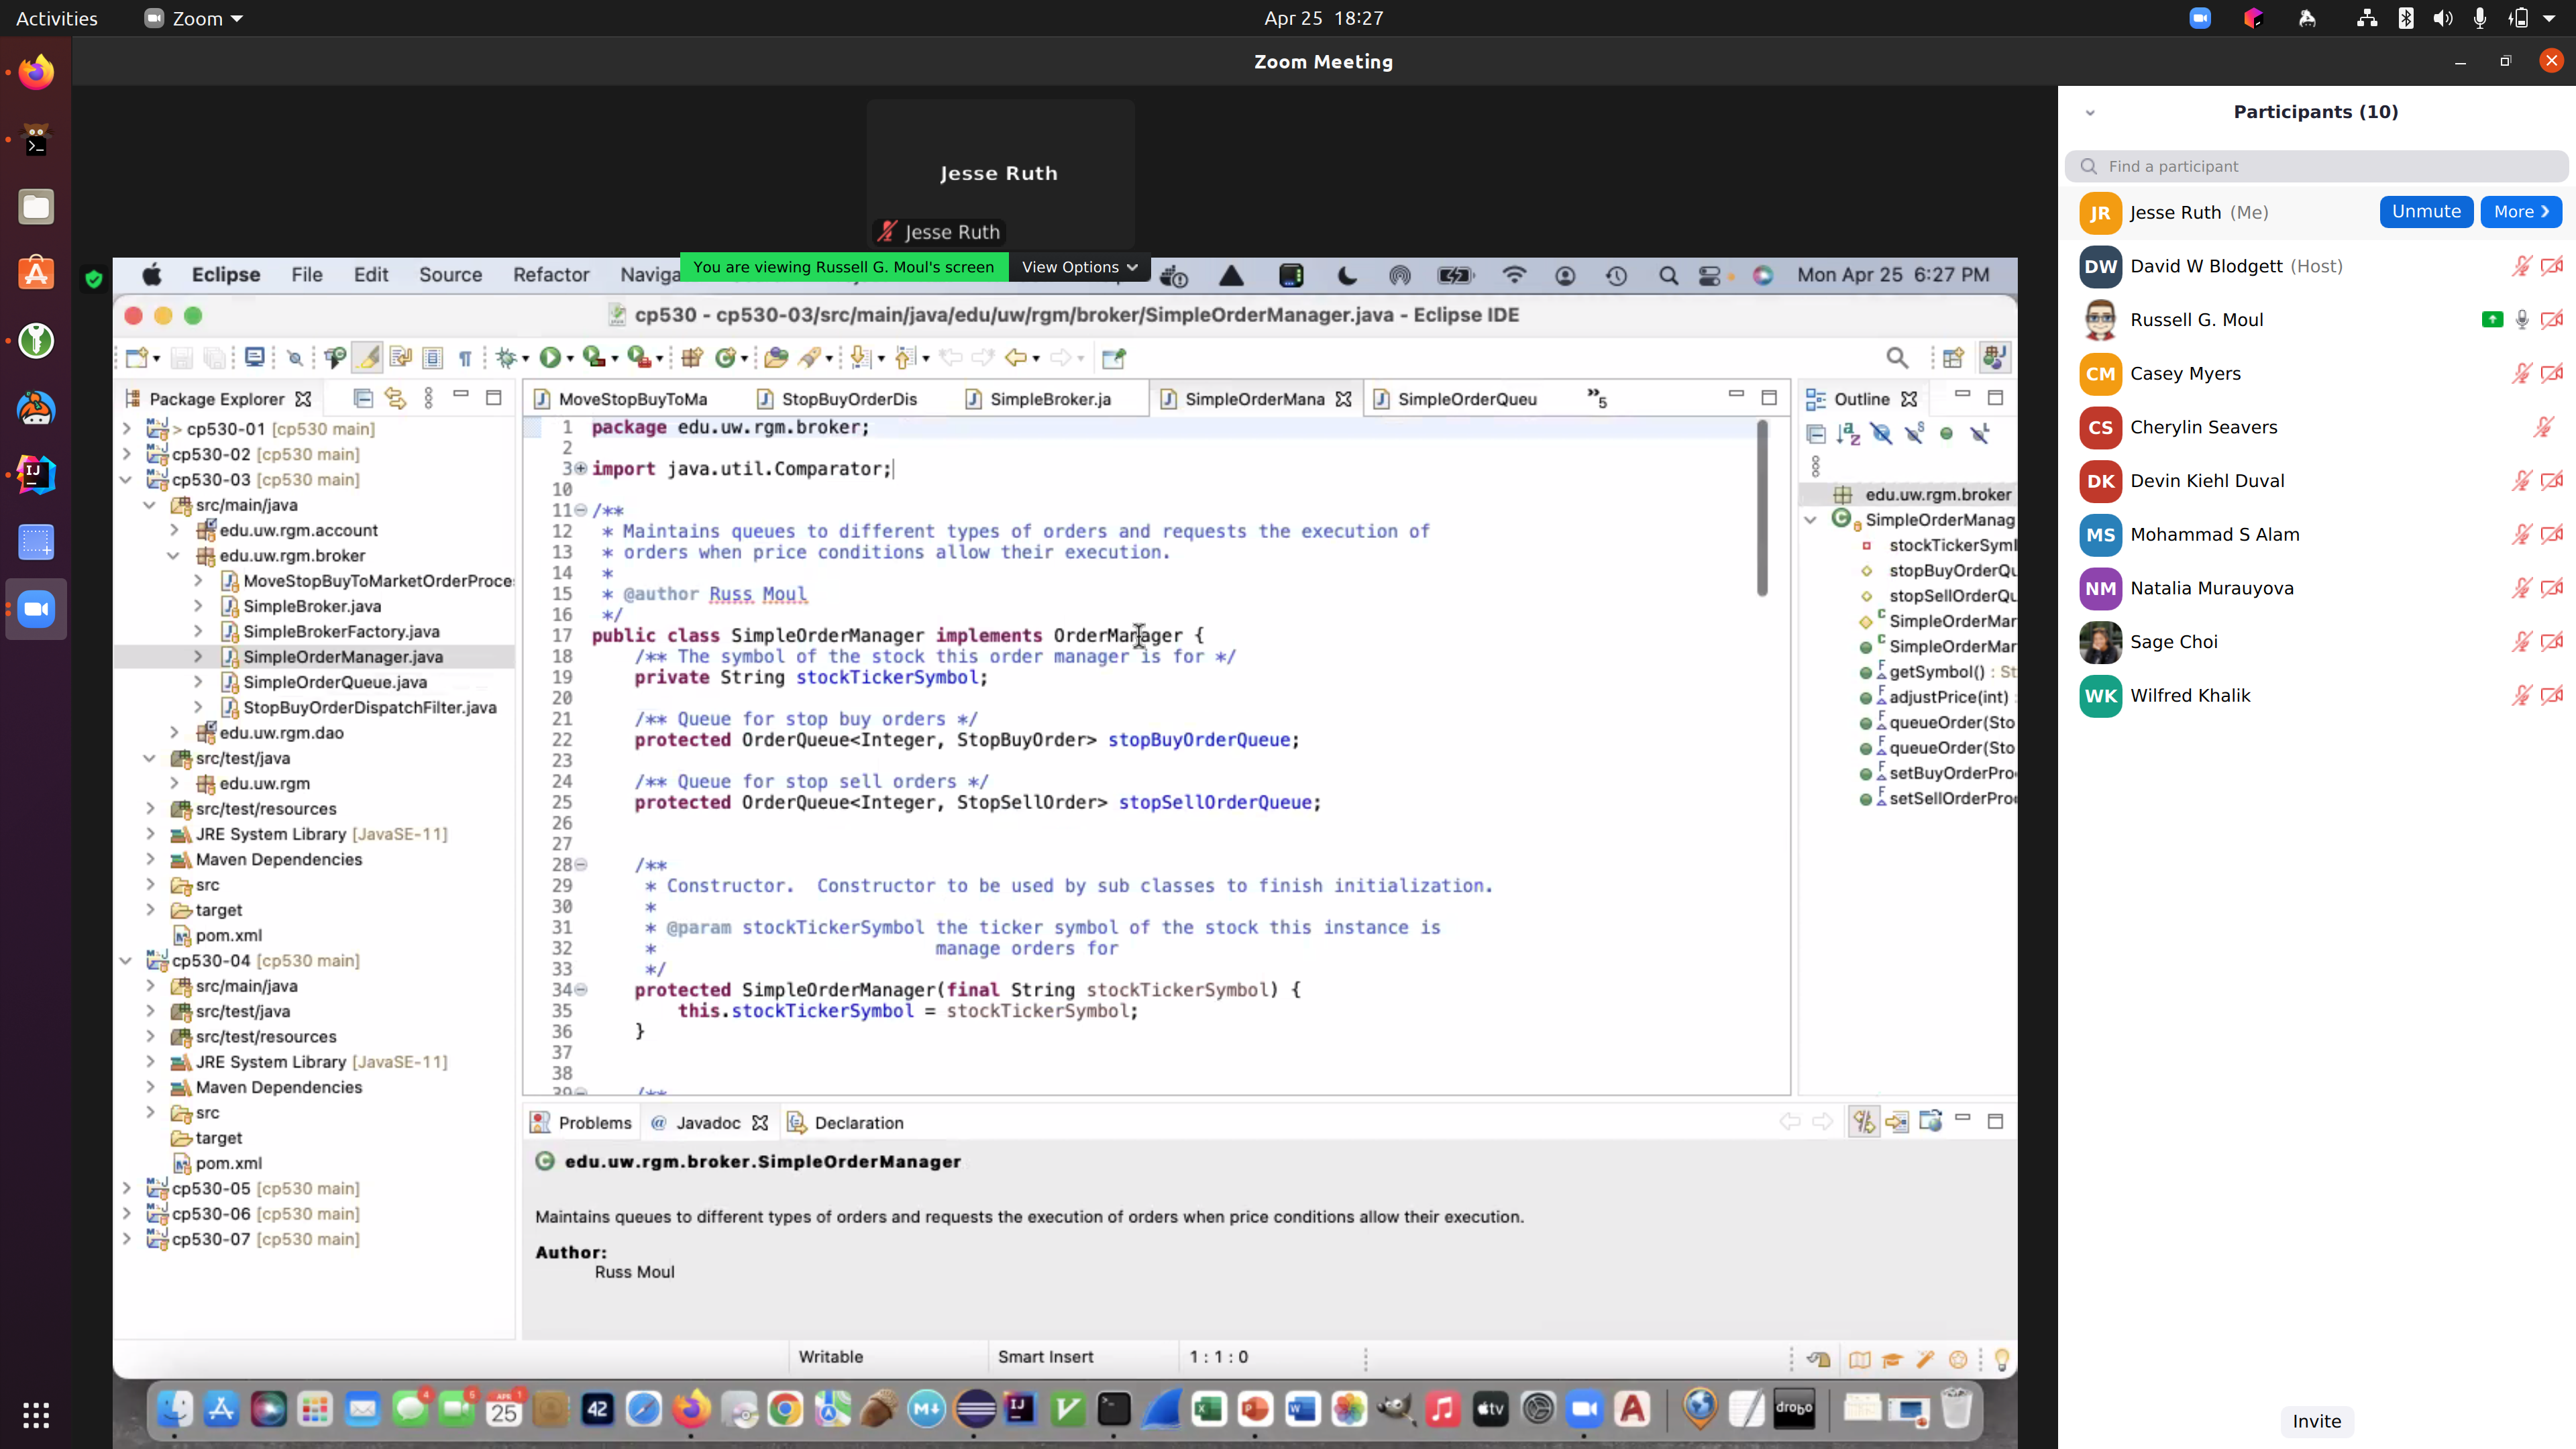 Activities
Zoom
Apr 25 18:27
Zoom Meeting
Jesse Ruth
Jesse Ruth
You are viewing Russell G. Moul's screen
View Options
Eclipse File Edit Source Refactor Naviga
Mon Apr 25 6:27 PM
cp530 - cp530-03/src/main/java/edu/uw/rgm/broker/SimpleOrderManager.java - Eclipse IDE
Package Explorer
> cp530-01 [cp530 main]
cp530-02 [cp530 main]
cp530-03 [cp530 main]
src/main/java
edu.uw.rgm.account
edu.uw.rgm.broker
MoveStopBuyToMarketOrderProce
SimpleBroker.java
SimpleBrokerFactory.java
SimpleOrderManager.java
SimpleOrderQueue.java
StopBuyOrderDispatchFilter.java
edu.uw.rgm.dao
src/test/java
edu.uw.rgm
src/test/resources
JRE System Library [JavaSE-11]
Maven Dependencies
src
target
pom.xml
cp530-04 [cp530 main]
src/main/java
src/test/java
src/test/resources
JRE System Library [JavaSE-11]
Maven Dependencies
src
target
pom.xml
cp530-05 [cp530 main]
cp530-06 [cp530 main]
cp530-07 [cp530 main]
MoveStopBuyToMa
StopBuyOrderDis
SimpleBroker.ja
SimpleOrderMana
SimpleOrderQueu
»5
1 package edu.uw.rgm.broker;
2
3 import java.util.Comparator;
10
11 /**
12 * Maintains queues to different types of orders and requests the execution of
13 * orders when price conditions allow their execution.
14 *
15 * @author Russ Moul
16 */
17 public class SimpleOrderManager implements OrderManager {
18 /** The symbol of the stock this order manager is for */
19 private String stockTickerSymbol;
20
21 /** Queue for stop buy orders */
22 protected OrderQueue<Integer, StopBuyOrder> stopBuyOrderQueue;
23
24 /** Queue for stop sell orders */
25 protected OrderQueue<Integer, StopSellOrder> stopSellOrderQueue;
26
27
28 /**
29 * Constructor.  Constructor to be used by sub classes to finish initialization.
30 *
31 * @param stockTickerSymbol the ticker symbol of the stock this instance is
32 * manage orders for
33 */
34 protected SimpleOrderManager(final String stockTickerSymbol) {
35 this.stockTickerSymbol = stockTickerSymbol;
36 }
37
38
39 /**
Outline
edu.uw.rgm.broker
SimpleOrderManag
stockTickerSyml
stopBuyOrderQu
stopSellOrderQu
SimpleOrderMar
SimpleOrderMar
getSymbol() : St
adjustPrice(int)
queueOrder(Sto
queueOrder(Sto
setBuyOrderPro
setSellOrderPro
Problems
@ Javadoc
Declaration
edu.uw.rgm.broker.SimpleOrderManager
Maintains queues to different types of orders and requests the execution of orders when price conditions allow their execution.
Author:
Russ Moul
Writable
Smart Insert
1 : 1 : 0
4
6
APR
1
25
42
M↓
IJ
tv
drobo
Participants (10)
Find a participant
JR Jesse Ruth (Me) Unmute More
DW David W Blodgett (Host)
Russell G. Moul
CM Casey Myers
CS Cherylin Seavers
DK Devin Kiehl Duval
MS Mohammad S Alam
NM Natalia Murauyova
Sage Choi
WK Wilfred Khalik
Invite